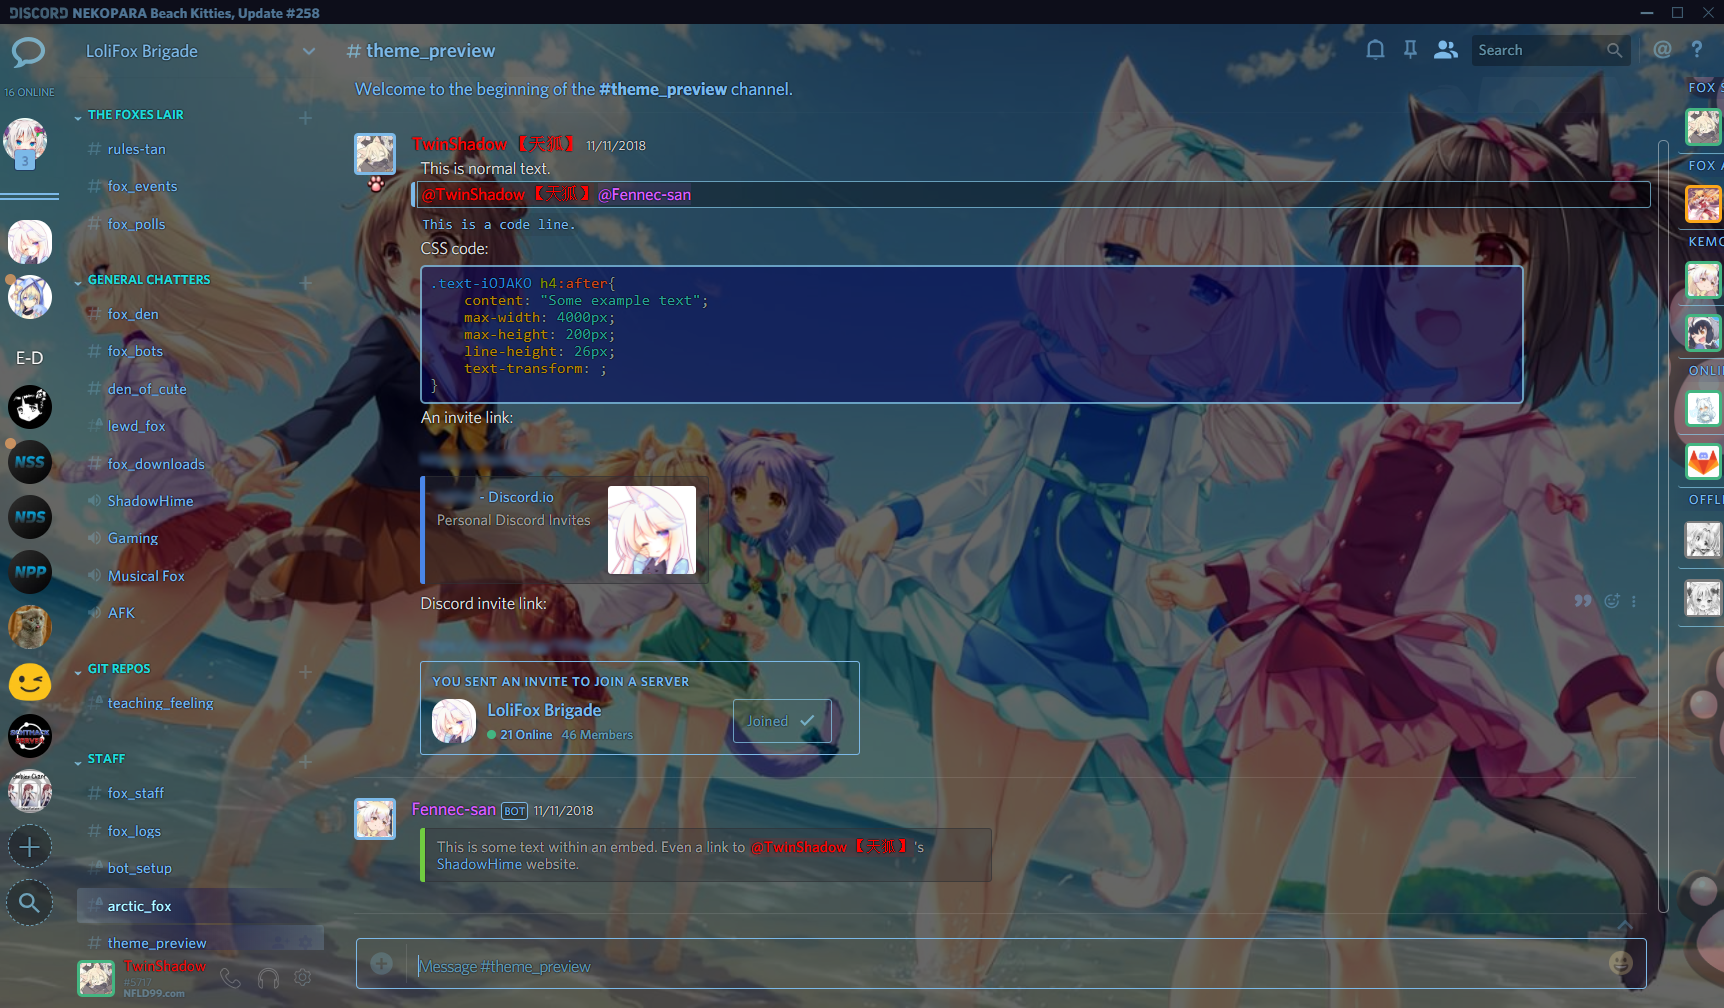 DISCORD NEKOPARA Beach Kitties, Update #258
LoliFox Brigade
# theme_preview
Search
16 ONLINE
Welcome to the beginning of the #theme_preview channel.
THE FOXES LAIR
rules-tan
fox_events
fox_polls
GENERAL CHATTERS
fox_den
fox_bots
den_of_cute
lewd_fox
fox_downloads
ShadowHime
Gaming
Musical Fox
AFK
GIT REPOS
teaching_feeling
STAFF
fox_staff
fox_logs
bot_setup
arctic_fox
theme_preview
TwinShadow
#5717
NFLD99.com
3
E-D
NSS
NDS
NPP
TwinShadow 【天狐】 11/11/2018
This is normal text.
@TwinShadow 【天狐】 @Fennec-san
This is a code line.
CSS code:
.text-iOJAKO h4:after{
content: "Some example text";
max-width: 4000px;
max-height: 200px;
line-height: 26px;
text-transform: ;
}
An invite link:
- Discord.io
Personal Discord Invites
Discord invite link:
YOU SENT AN INVITE TO JOIN A SERVER
LoliFox Brigade
21 Online 46 Members
Joined
Fennec-san BOT 11/11/2018
This is some text within an embed. Even a link to @TwinShadow 【天狐】 's
ShadowHime website.
Message #theme_preview
FOX S
FOX A
KEMO
ONLI
OFFLI